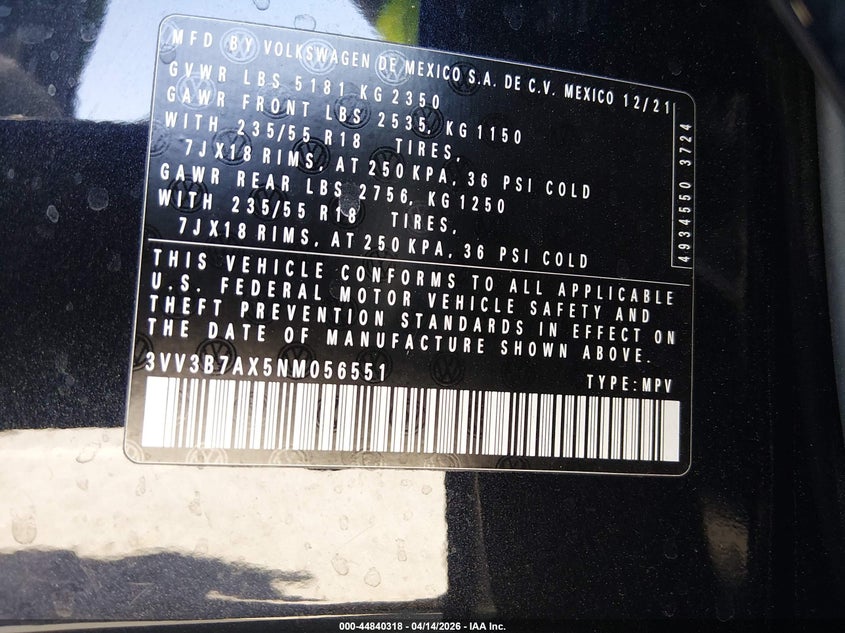 MFD BY VOLKSWAGEN DE MEXICO S.A. DE C.V. MEXICO 12/21
GVWR LBS 5181 KG 2350
GAWR FRONT LBS 2535, KG 1150
WITH 235/55 R18 TIRES,
7JX18 RIMS, AT 250 KPA, 36 PSI COLD
GAWR REAR LBS 2756, KG 1250
WITH 235/55 R18 TIRES,
7JX18 RIMS, AT 250 KPA, 36 PSI COLD
4934550 3724
THIS VEHICLE CONFORMS TO ALL APPLICABLE
U.S. FEDERAL MOTOR VEHICLE SAFETY AND
THEFT PREVENTION STANDARDS IN EFFECT ON
THE DATE OF MANUFACTURE SHOWN ABOVE.
3VV3B7AX5NM056551 TYPE: MPV
000-44840318 - 04/14/2026 - IAA Inc.